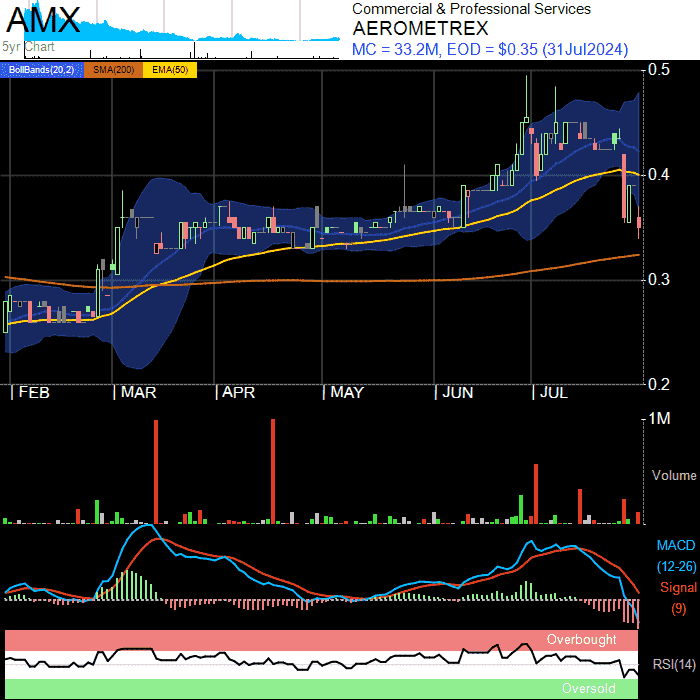 AMX
5yr Chart
Commercial & Professional Services
AEROMETREX
MC = 33.2M, EOD = $0.35 (31Jul2024)
BollBands(20,2) SMA(200) EMA(50)
0.5
0.4
0.3
0.2
FEB MAR APR MAY JUN JUL
1M
Volume
MACD
(12-26)
Signal
(9)
Overbought
RSI(14)
Oversold